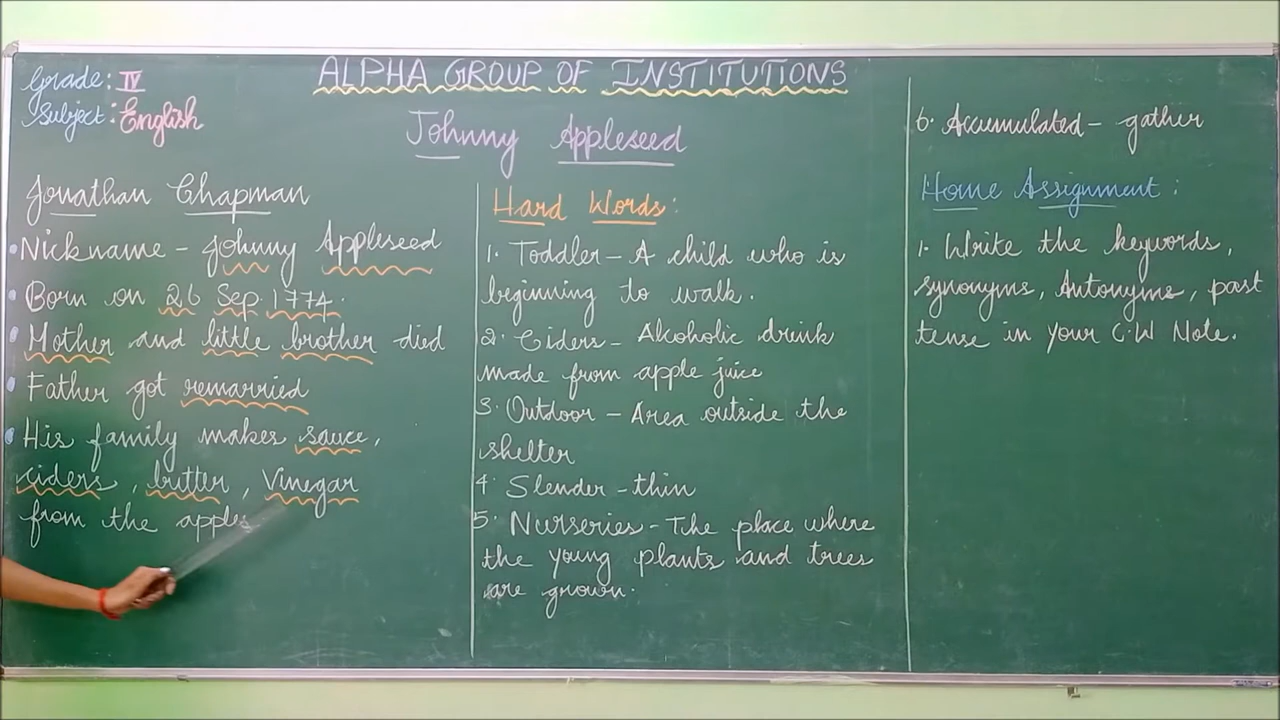 ALPHA GROUP OF INSTITUTIONS
Grade: IV
Subject: English
Johnny Appleseed
Jonathan Chapman
• Nickname - Johnny Appleseed
• Born on 26 Sep. 1774.
• Mother and little brother died
• Father got remarried
• His family makes sauce,
ciders, butter, Vinegar
from the apples
Hard Words:
1. Toddler - A child who is
beginning to walk.
2. Ciders - Alcoholic drink
made from apple juice
3. Outdoor - Area outside the
shelter
4. Slender - thin
5. Nurseries - The place where
the young plants and trees
are grown.
6. Accumulated - gather
Home Assignment:
1. Write the keywords,
synonyms, Antonyms, past
tense in your C.W Note.